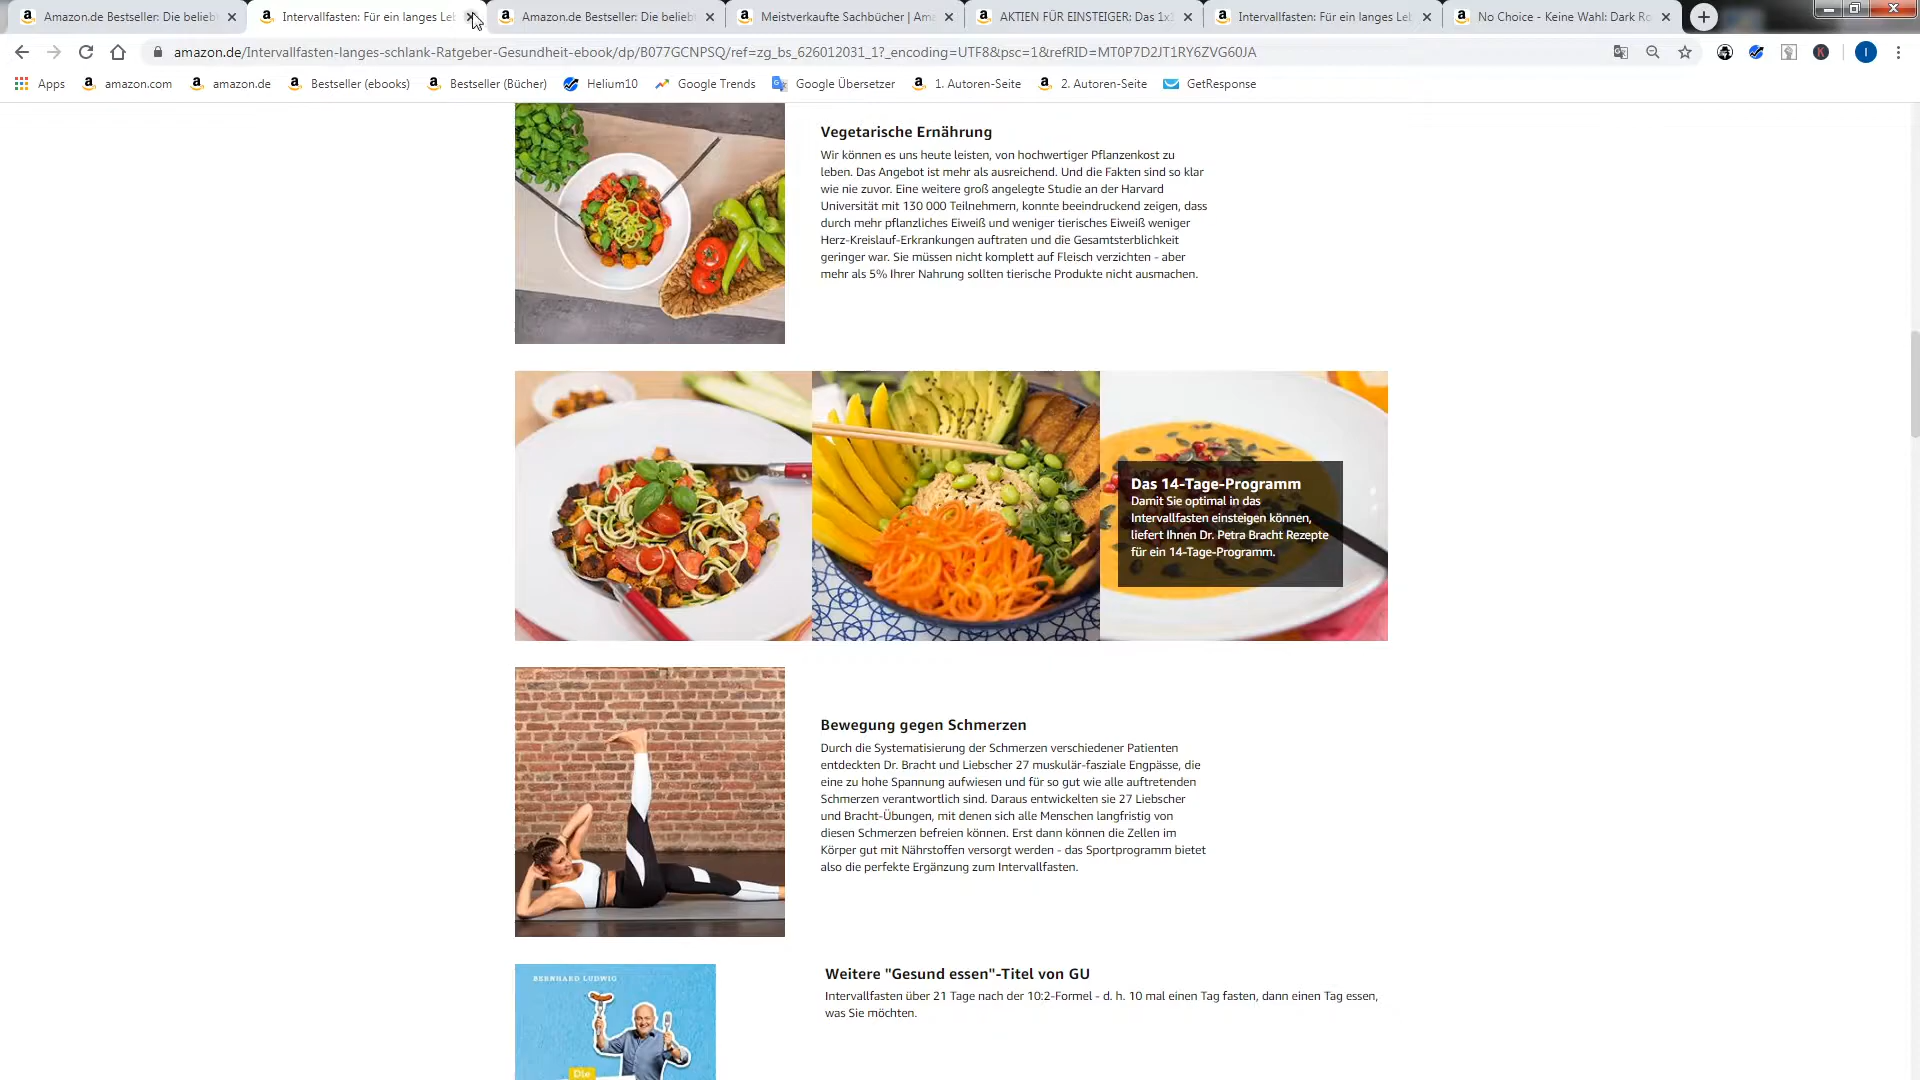 Amazon.de Bestseller: Die beliebt
Intervallfasten: Für ein langes Leb
Amazon.de Bestseller: Die beliebt
Meistverkaufte Sachbücher | Ama
AKTIEN FÜR EINSTEIGER: Das 1x1
Intervallfasten: Für ein langes Leb
No Choice - Keine Wahl: Dark Ro
amazon.de/Intervallfasten-langes-schlank-Ratgeber-Gesundheit-ebook/dp/B077GCNPSQ/ref=zg_bs_626012031_1?_encoding=UTF8&psc=1&refRID=MT0P7D2JT1RY6ZVG60JA
Apps
amazon.com
amazon.de
Bestseller (ebooks)
Bestseller (Bücher)
Helium10
Google Trends
Google Übersetzer
1. Autoren-Seite
2. Autoren-Seite
GetResponse
Vegetarische Ernährung
Wir können es uns heute leisten, von hochwertiger Pflanzenkost zu
leben. Das Angebot ist mehr als ausreichend. Und die Fakten sind so klar
wie nie zuvor. Eine weitere groß angelegte Studie an der Harvard
Universität mit 130 000 Teilnehmern, konnte beeindruckend zeigen, dass
durch mehr pflanzliches Eiweiß und weniger tierisches Eiweiß weniger
Herz-Kreislauf-Erkrankungen auftraten und die Gesamtsterblichkeit
geringer war. Sie müssen nicht komplett auf Fleisch verzichten - aber
mehr als 5% Ihrer Nahrung sollten tierische Produkte nicht ausmachen.
Das 14-Tage-Programm
Damit Sie optimal in das
Intervallfasten einsteigen können,
liefert Ihnen Dr. Petra Bracht Rezepte
für ein 14-Tage-Programm.
Bewegung gegen Schmerzen
Durch die Systematisierung der Schmerzen verschiedener Patienten
entdeckten Dr. Bracht und Liebscher 27 muskulär-fasziale Engpässe, die
eine zu hohe Spannung aufwiesen und für so gut wie alle auftretenden
Schmerzen verantwortlich sind. Daraus entwickelten sie 27 Liebscher
und Bracht-Übungen, mit denen sich alle Menschen langfristig von
diesen Schmerzen befreien können. Erst dann können die Zellen im
Körper gut mit Nährstoffen versorgt werden - das Sportprogramm bietet
also die perfekte Ergänzung zum Intervallfasten.
BERNHARD LUDWIG
Die
Weitere "Gesund essen"-Titel von GU
Intervallfasten über 21 Tage nach der 10:2-Formel - d. h. 10 mal einen Tag fasten, dann einen Tag essen,
was Sie möchten.